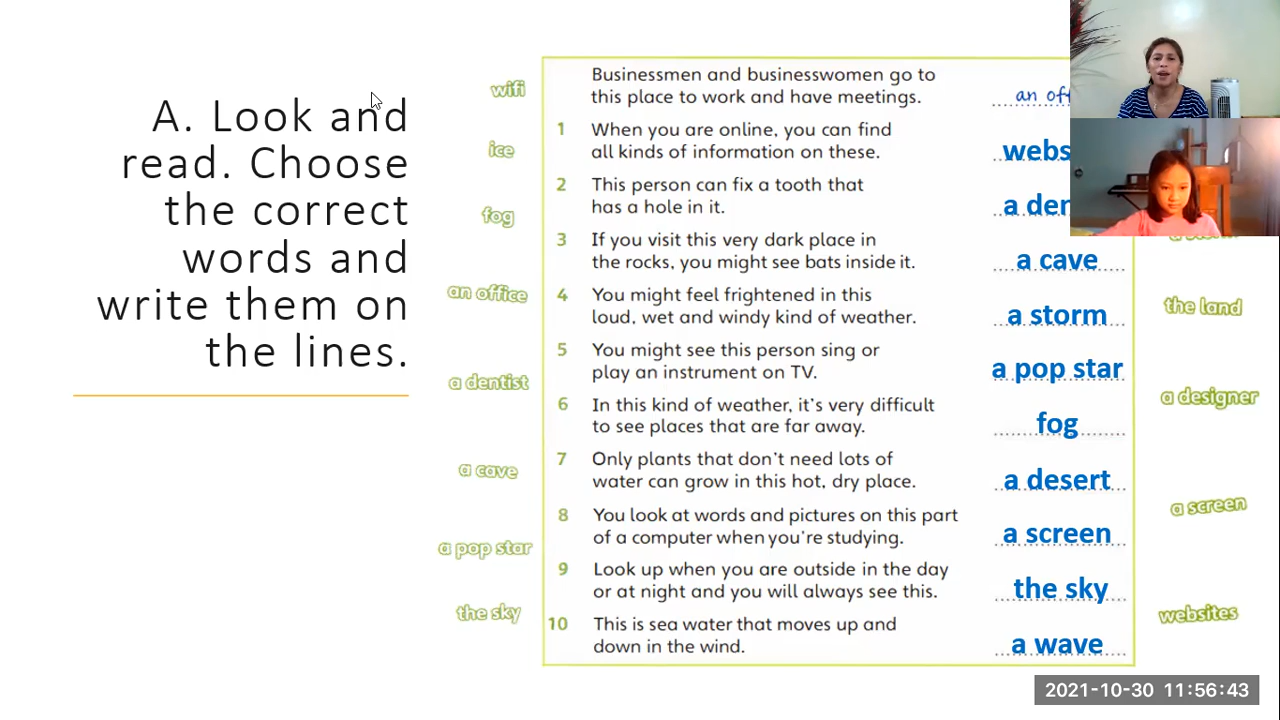 A. Look and
read. Choose
the correct
words and
write them on
the lines.
wifi
ice
fog
an office
a dentist
a cave
a pop star
the sky
Businessmen and businesswomen go to
this place to work and have meetings.
an off
1 When you are online, you can find
all kinds of information on these.
webs
2 This person can fix a tooth that
has a hole in it.
a den
3 If you visit this very dark place in
the rocks, you might see bats inside it.
a cave
4 You might feel frightened in this
loud, wet and windy kind of weather.
a storm
5 You might see this person sing or
play an instrument on TV.
a pop star
6 In this kind of weather, it's very difficult
to see places that are far away.
fog
7 Only plants that don't need lots of
water can grow in this hot, dry place.
a desert
8 You look at words and pictures on this part
of a computer when you're studying.
a screen
9 Look up when you are outside in the day
or at night and you will always see this.
the sky
10 This is sea water that moves up and
down in the wind.
a wave
the land
a designer
a screen
websites
2021-10-30 11:56:43